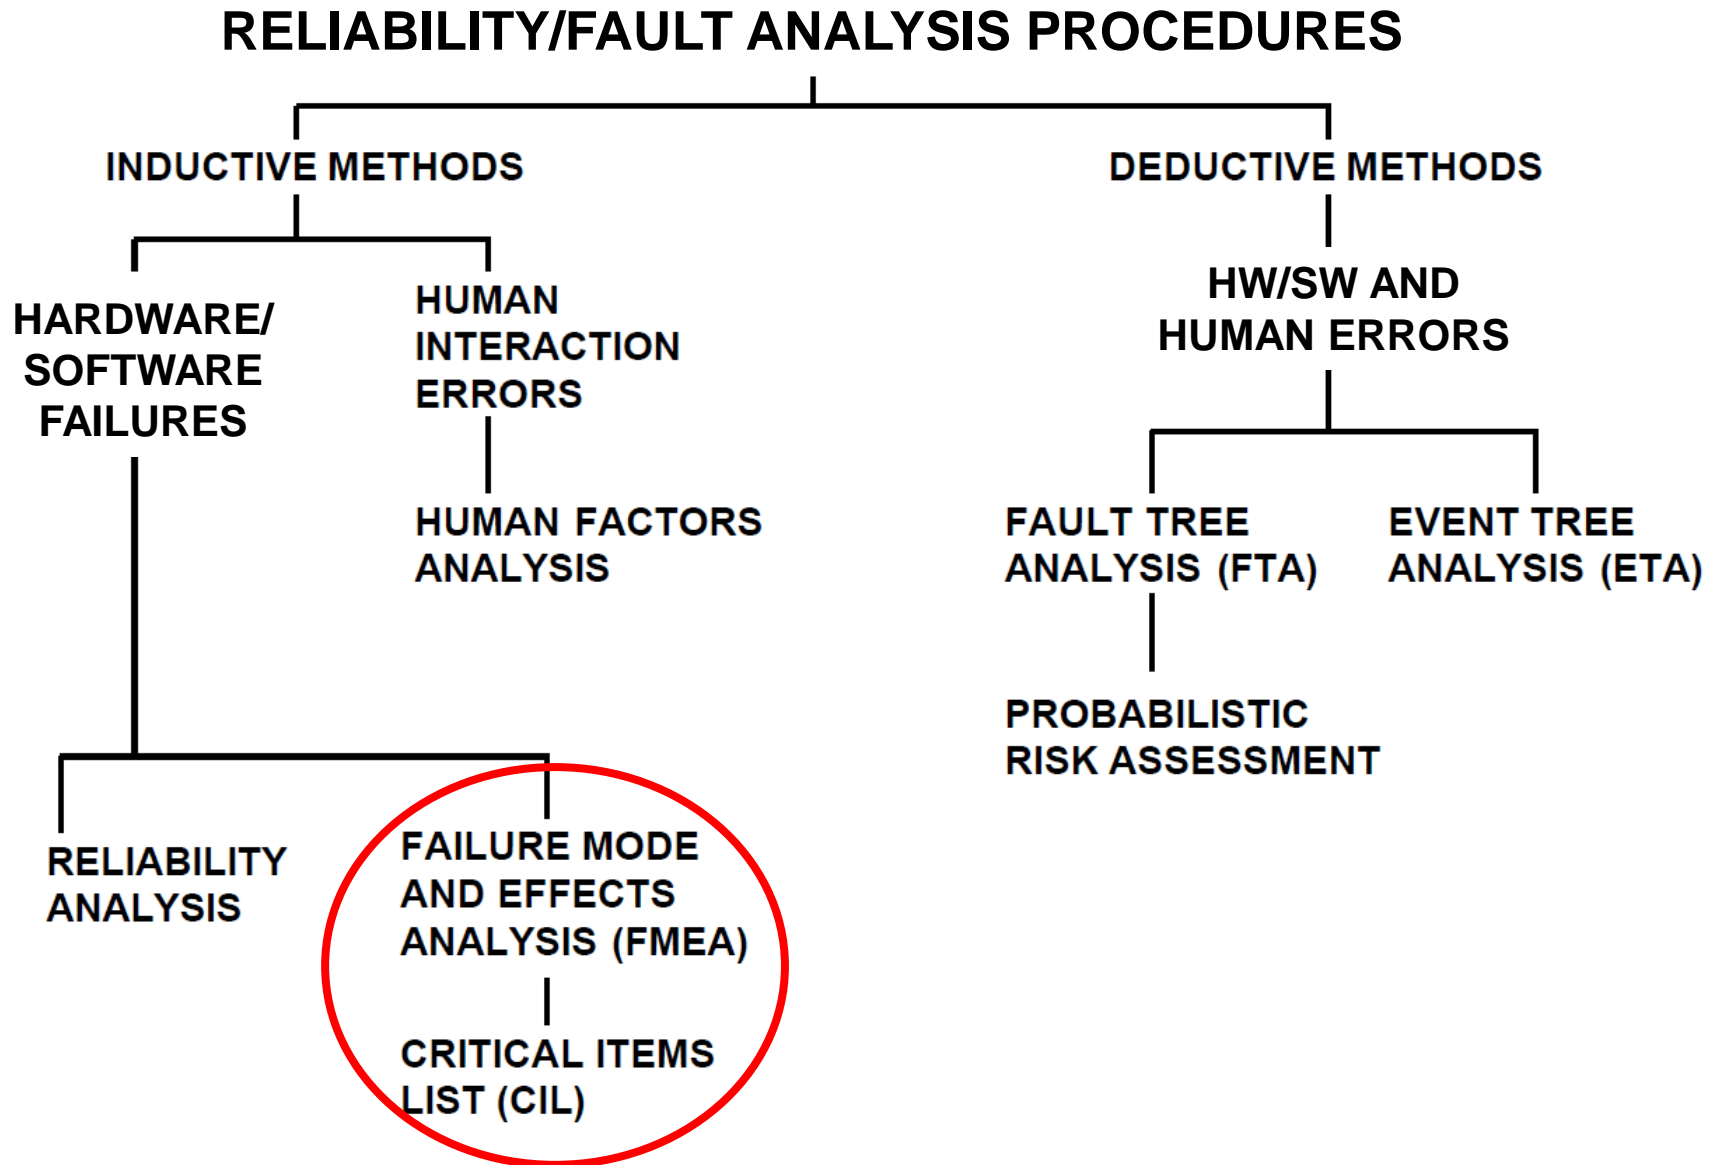 RELIABILITY/FAULT ANALYSIS PROCEDURES
INDUCTIVE METHODS
DEDUCTIVE METHODS
HARDWARE/
SOFTWARE
FAILURES
HUMAN
INTERACTION
ERRORS
HW/SW AND
HUMAN ERRORS
HUMAN FACTORS
ANALYSIS
FAULT TREE
ANALYSIS (FTA)
EVENT TREE
ANALYSIS (ETA)
PROBABILISTIC
RISK ASSESSMENT
RELIABILITY
ANALYSIS
FAILURE MODE
AND EFFECTS
ANALYSIS (FMEA)
CRITICAL ITEMS
LIST (CIL)